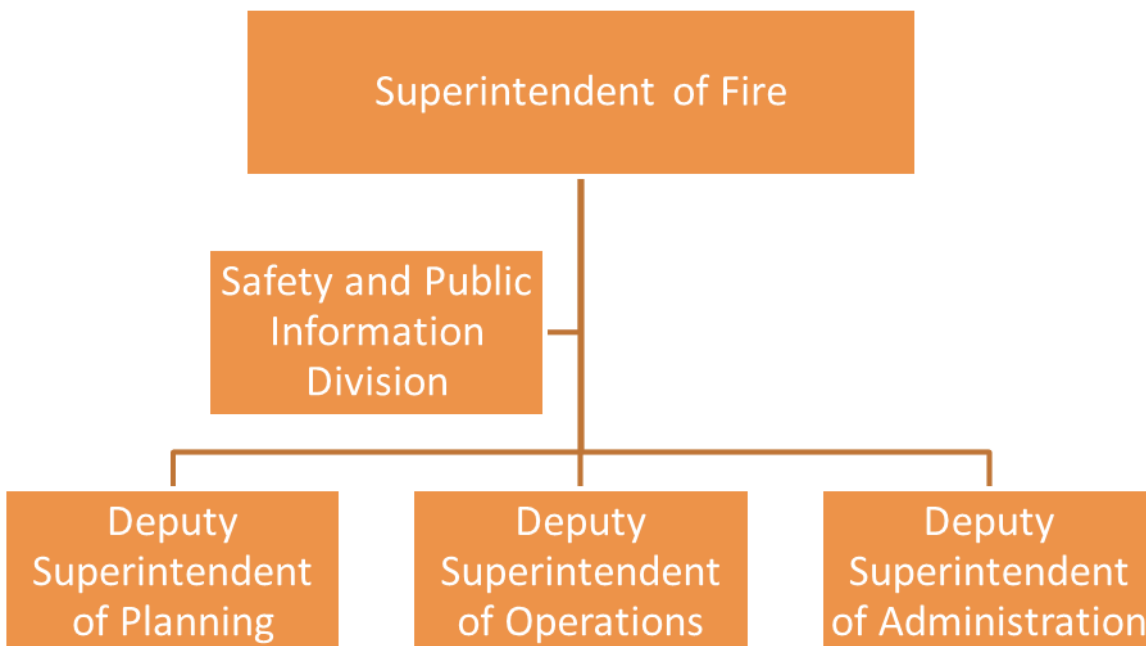 Superintendent of Fire
Safety and Public
Information
Division
Deputy
Superintendent
of Planning
Deputy
Superintendent
of Operations
Deputy
Superintendent
of Administration